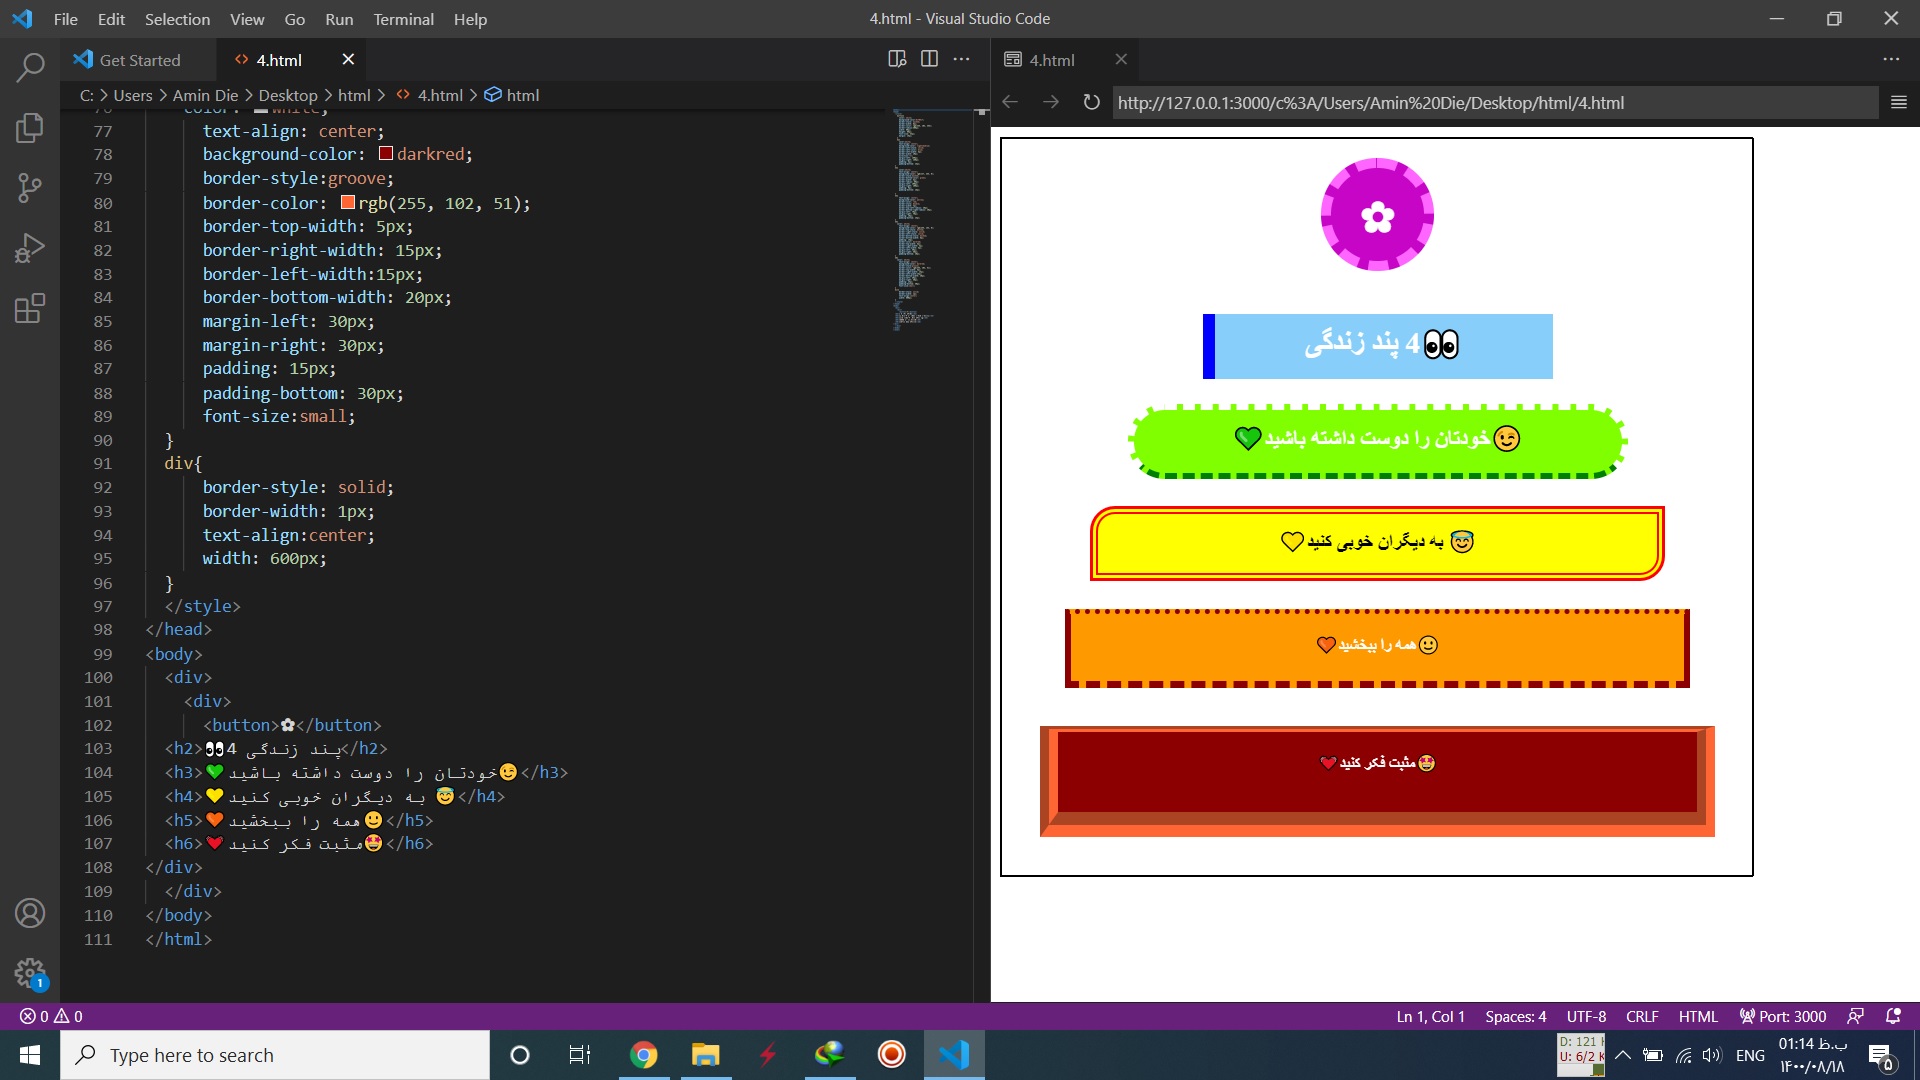 File Edit Selection View Go Run Terminal Help
4.html - Visual Studio Code
Get Started
4.html
C: > Users > Amin Die > Desktop > html > 4.html > html
77 text-align: center;
78 background-color: darkred;
79 border-style:groove;
80 border-color: rgb(255, 102, 51);
81 border-top-width: 5px;
82 border-right-width: 15px;
83 border-left-width:15px;
84 border-bottom-width: 20px;
85 margin-left: 30px;
86 margin-right: 30px;
87 padding: 15px;
88 padding-bottom: 30px;
89 font-size:small;
90 }
91 div{
92 border-style: solid;
93 border-width: 1px;
94 text-align:center;
95 width: 600px;
96 }
97 </style>
98 </head>
99 <body>
100 <div>
101 <div>
102 <button>✿</button>
103 <h2>👀4 پند زندگی</h2>
104 <h3>💚خودتان را دوست داشته باشید😉</h3>
105 <h4>💛به دیگران خوبی کنید 😇</h4>
106 <h5>🧡همه را ببخشید🙂</h5>
107 <h6>❤مثبت فکر کنید🤩</h6>
108 </div>
109 </div>
110 </body>
111 </html>
4.html
http://127.0.0.1:3000/c%3A/Users/Amin%20Die/Desktop/html/4.html
✿
👀4 پند زندگی
😉خودتان را دوست داشته باشید💚
😇 به دیگران خوبی کنید💛
🙂همه را ببخشید🧡
🤩مثبت فکر کنید❤
1
0 0
Ln 1, Col 1 Spaces: 4 UTF-8 CRLF HTML Port: 3000
Type here to search
D: 121
U: 6/2 K
ENG
01:14 ب.ظ
۱۴۰۰/۰۸/۱۸
۵